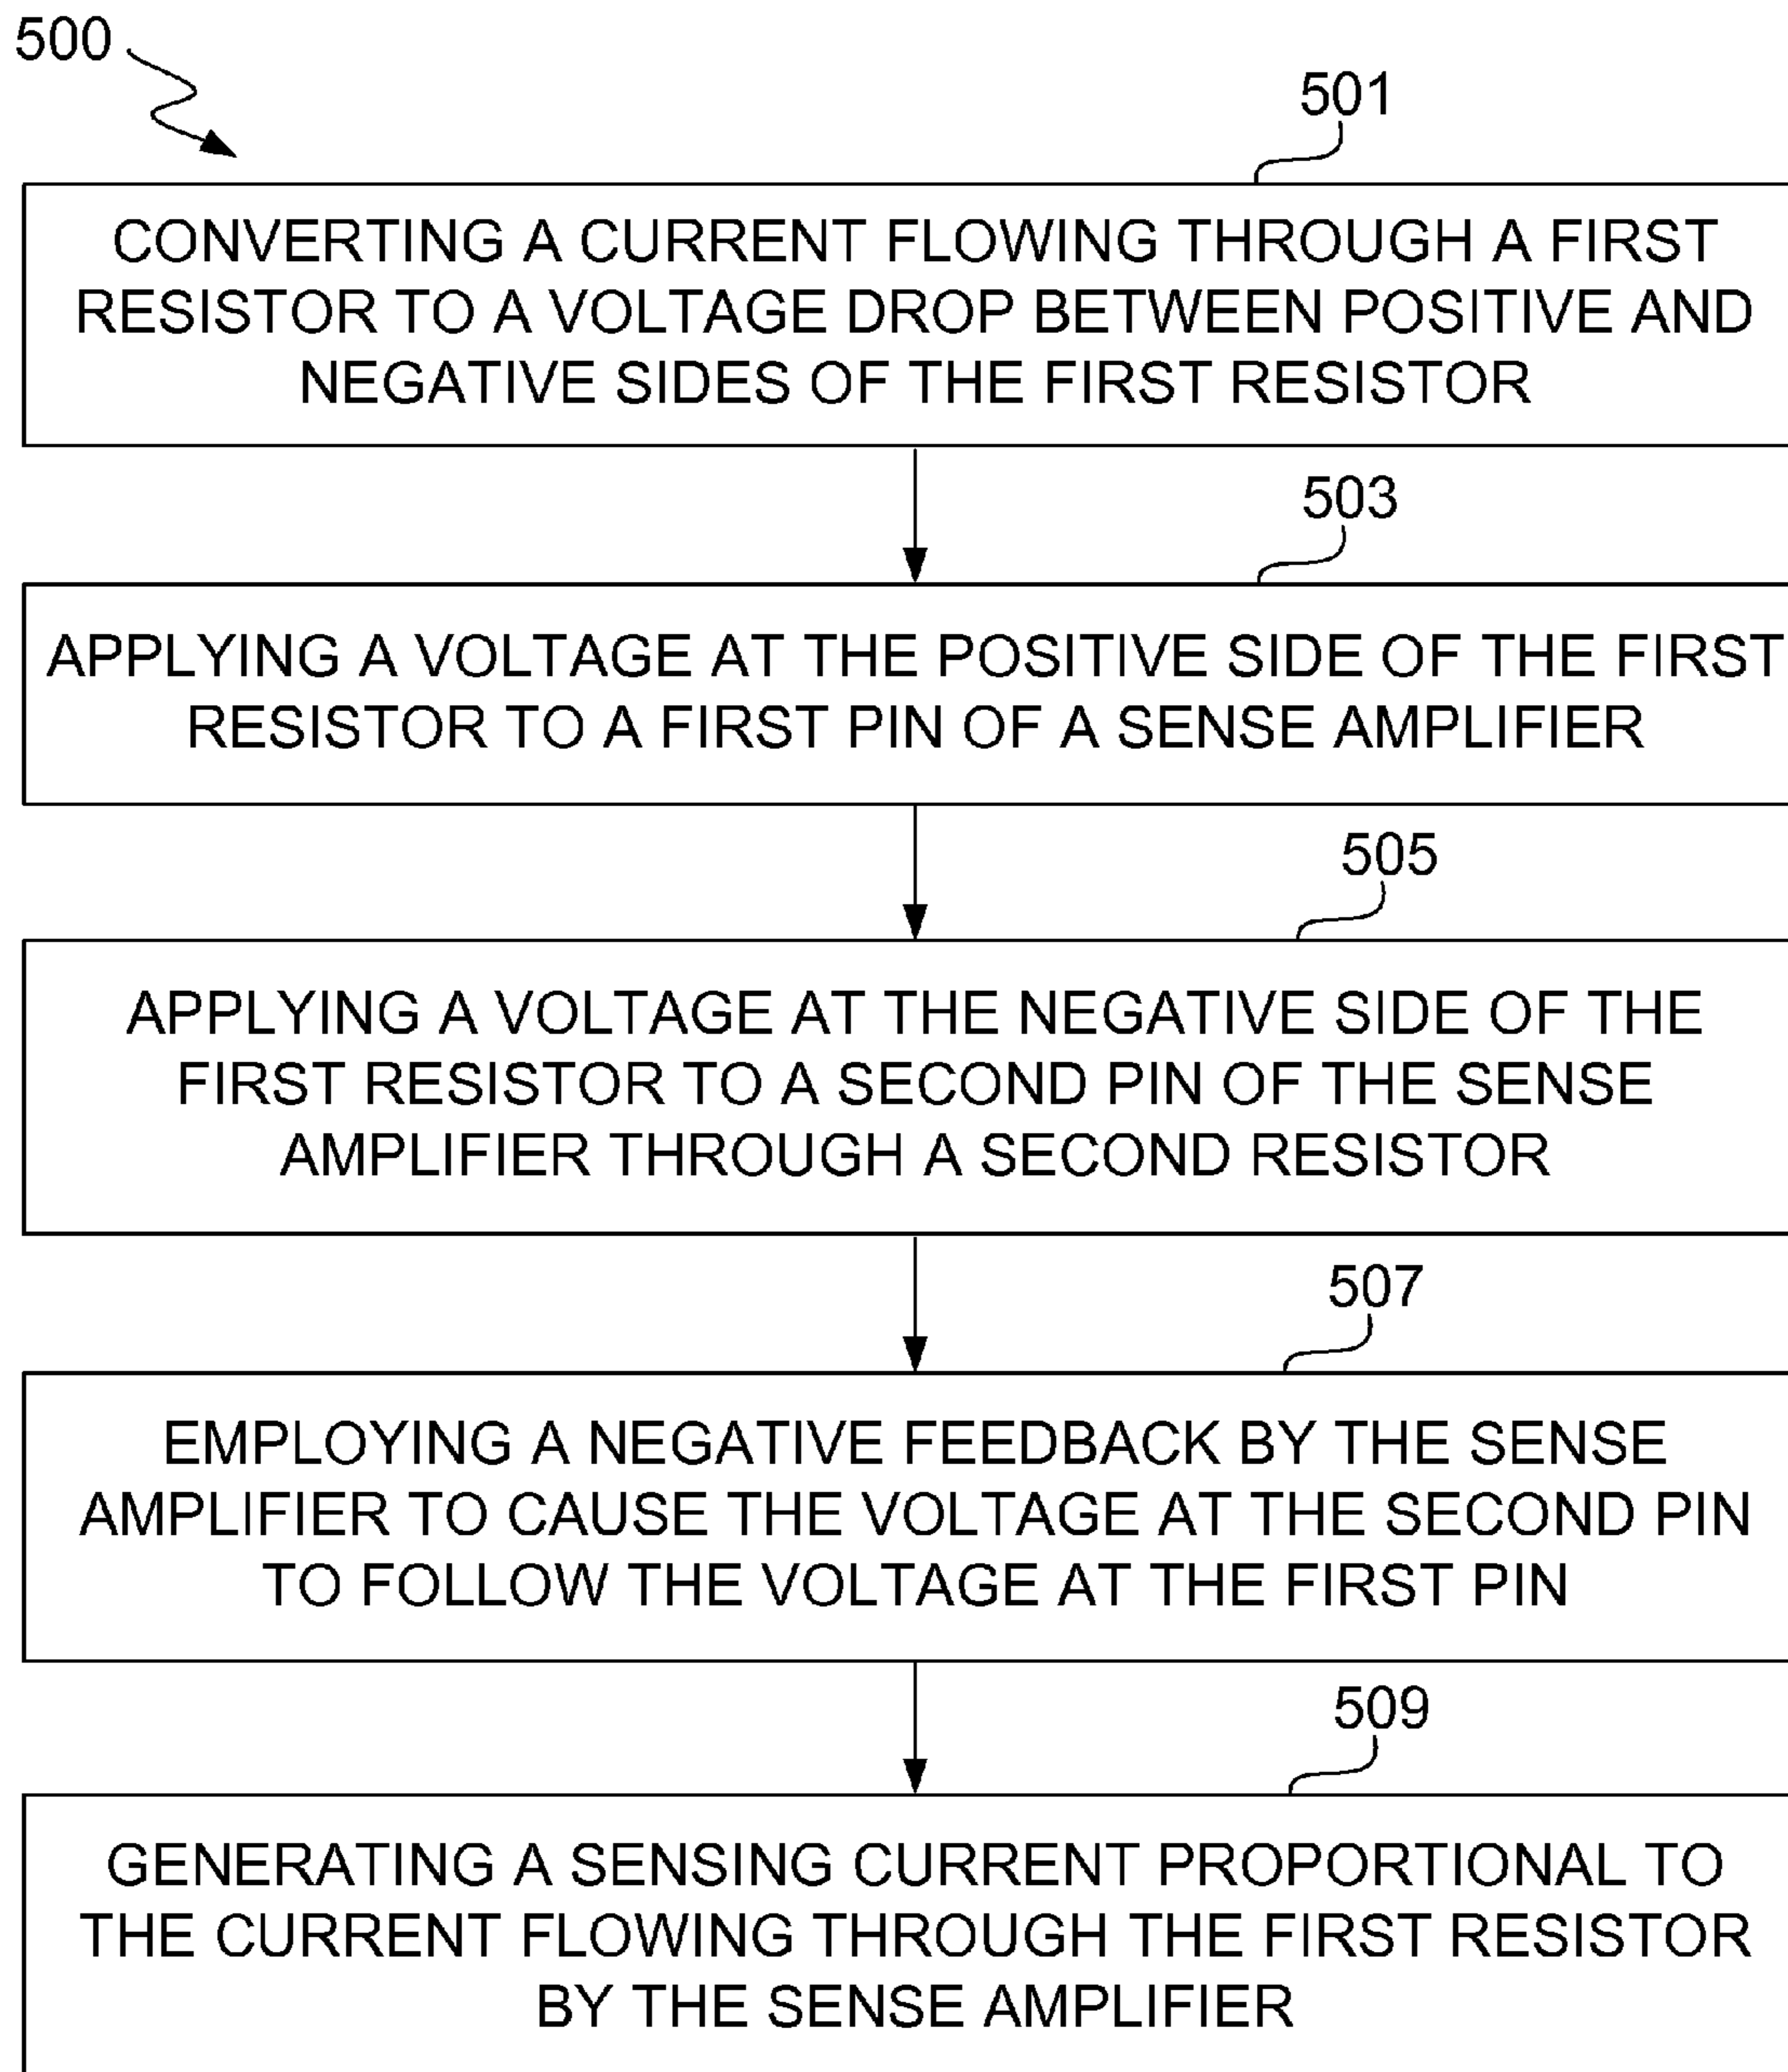 500
501
CONVERTING A CURRENT FLOWING THROUGH A FIRST
RESISTOR TO A VOLTAGE DROP BETWEEN POSITIVE AND
NEGATIVE SIDES OF THE FIRST RESISTOR
503
APPLYING A VOLTAGE AT THE POSITIVE SIDE OF THE FIRST
RESISTOR TO A FIRST PIN OF A SENSE AMPLIFIER
505
APPLYING A VOLTAGE AT THE NEGATIVE SIDE OF THE
FIRST RESISTOR TO A SECOND PIN OF THE SENSE
AMPLIFIER THROUGH A SECOND RESISTOR
507
EMPLOYING A NEGATIVE FEEDBACK BY THE SENSE
AMPLIFIER TO CAUSE THE VOLTAGE AT THE SECOND PIN
TO FOLLOW THE VOLTAGE AT THE FIRST PIN
509
GENERATING A SENSING CURRENT PROPORTIONAL TO
THE CURRENT FLOWING THROUGH THE FIRST RESISTOR
BY THE SENSE AMPLIFIER